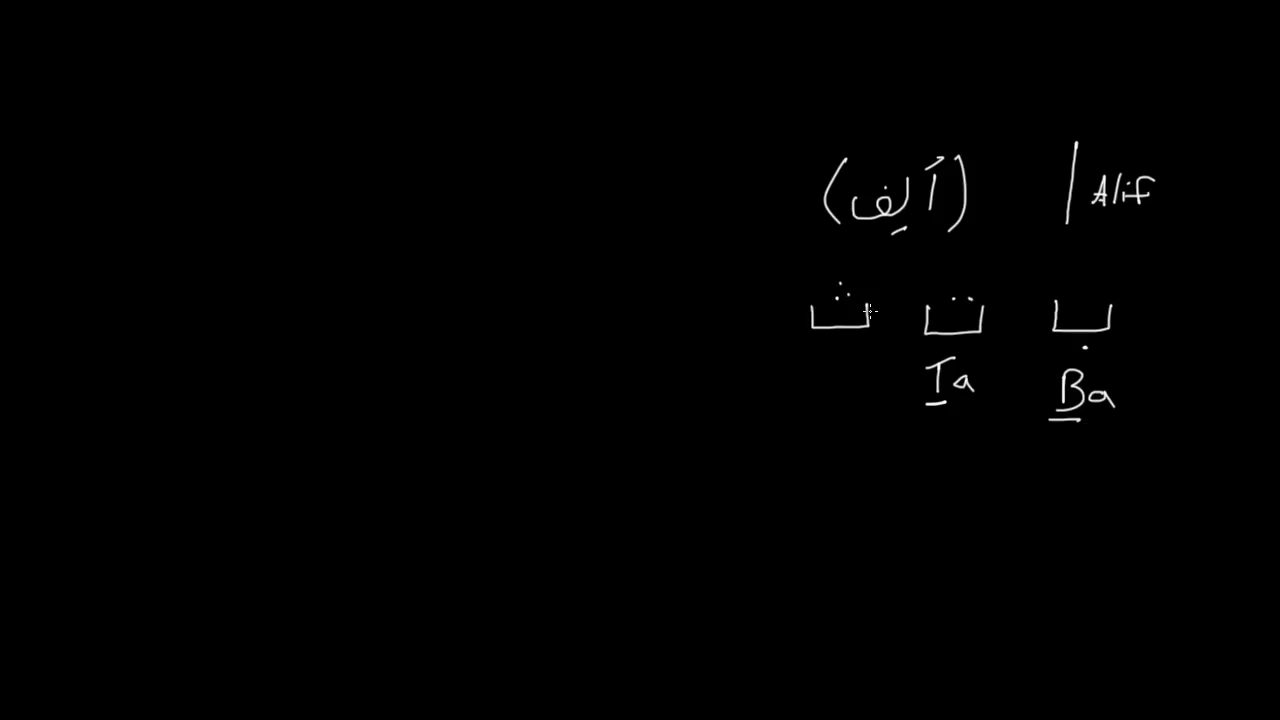 ا Alif (أَلِف)
ب ت ث
Ba Ta